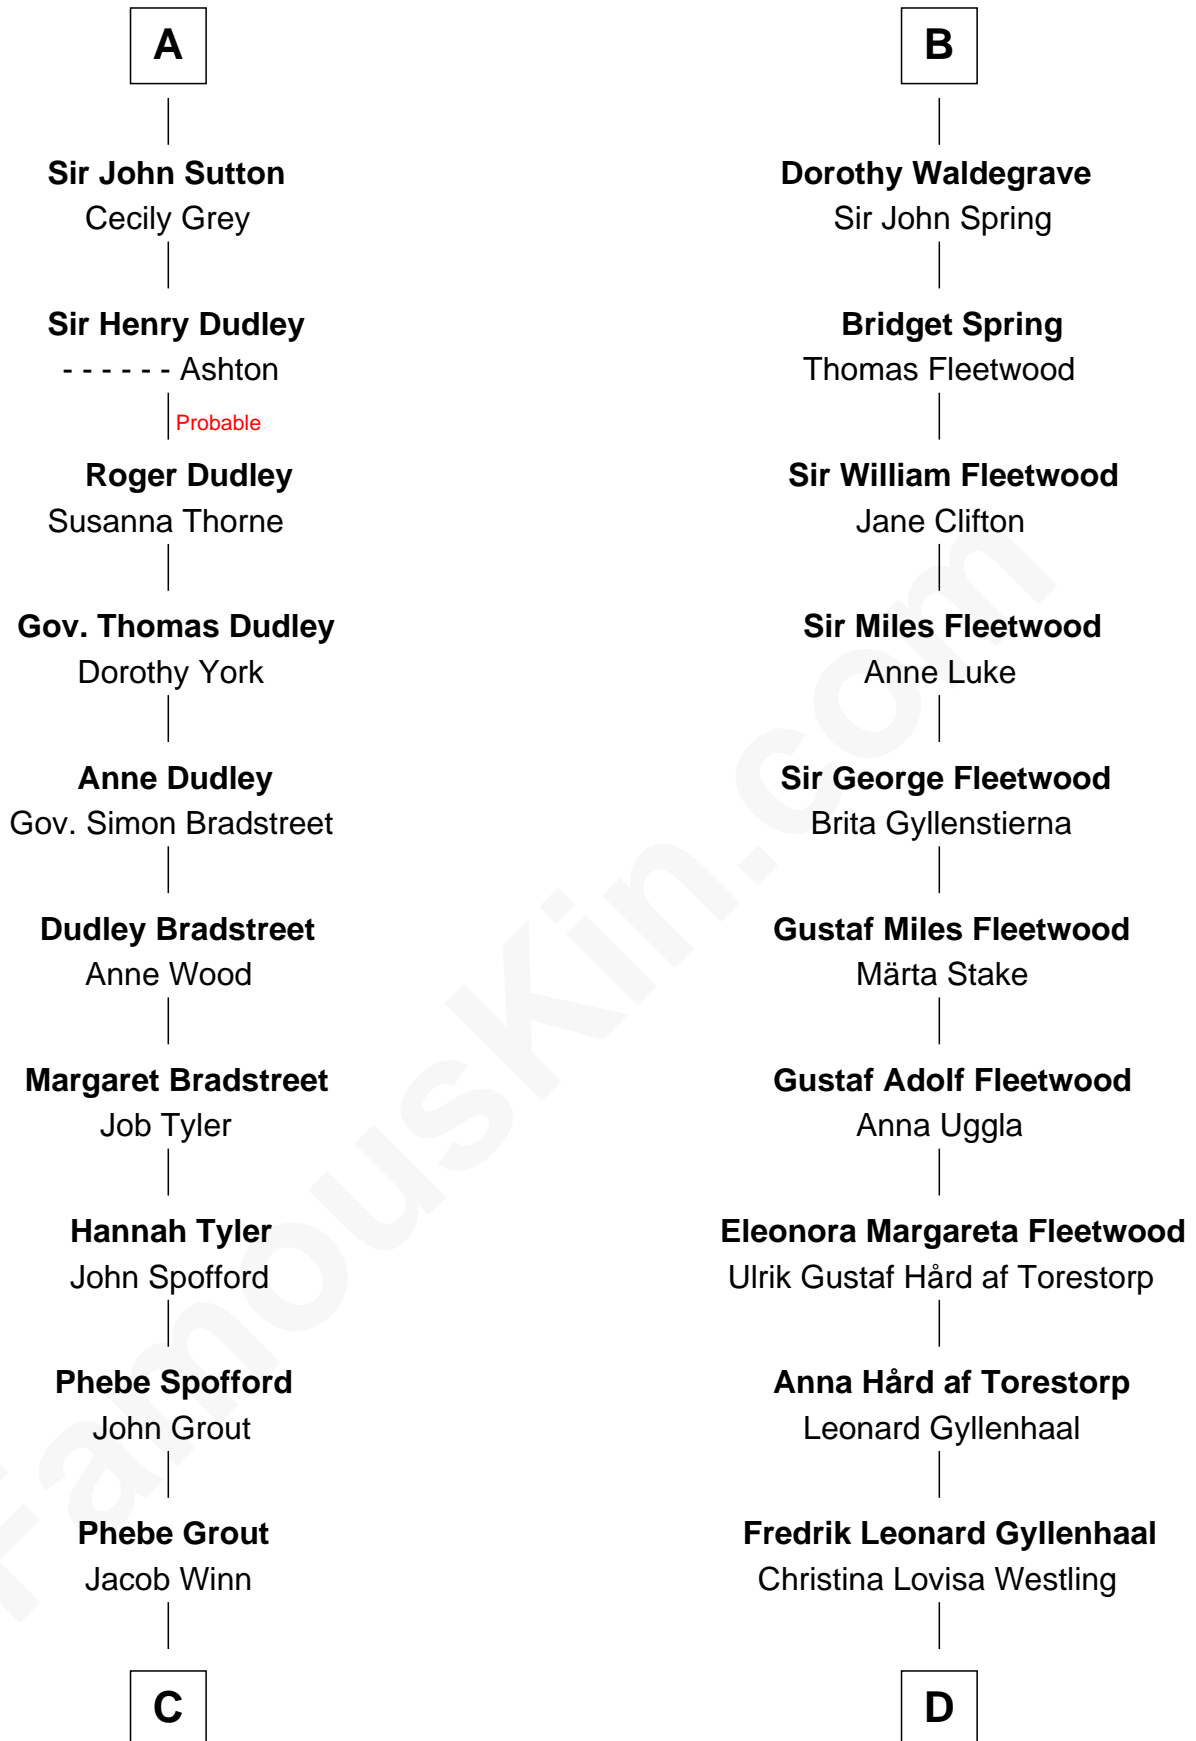 A
Sir John Sutton
Cecily Grey
Sir Henry Dudley
- - - - - - Ashton
Probable
Roger Dudley
Susanna Thorne
Gov. Thomas Dudley
Dorothy York
Anne Dudley
Gov. Simon Bradstreet
Dudley Bradstreet
Anne Wood
Margaret Bradstreet
Job Tyler
Hannah Tyler
John Spofford
Phebe Spofford
John Grout
Phebe Grout
Jacob Winn
C
B
Dorothy Waldegrave
Sir John Spring
Bridget Spring
Thomas Fleetwood
Sir William Fleetwood
Jane Clifton
Sir Miles Fleetwood
Anne Luke
Sir George Fleetwood
Brita Gyllenstierna
Gustaf Miles Fleetwood
Märta Stake
Gustaf Adolf Fleetwood
Anna Uggla
Eleonora Margareta Fleetwood
Ulrik Gustaf Hård af Torestorp
Anna Hård af Torestorp
Leonard Gyllenhaal
Fredrik Leonard Gyllenhaal
Christina Lovisa Westling
D
FamousKin.com